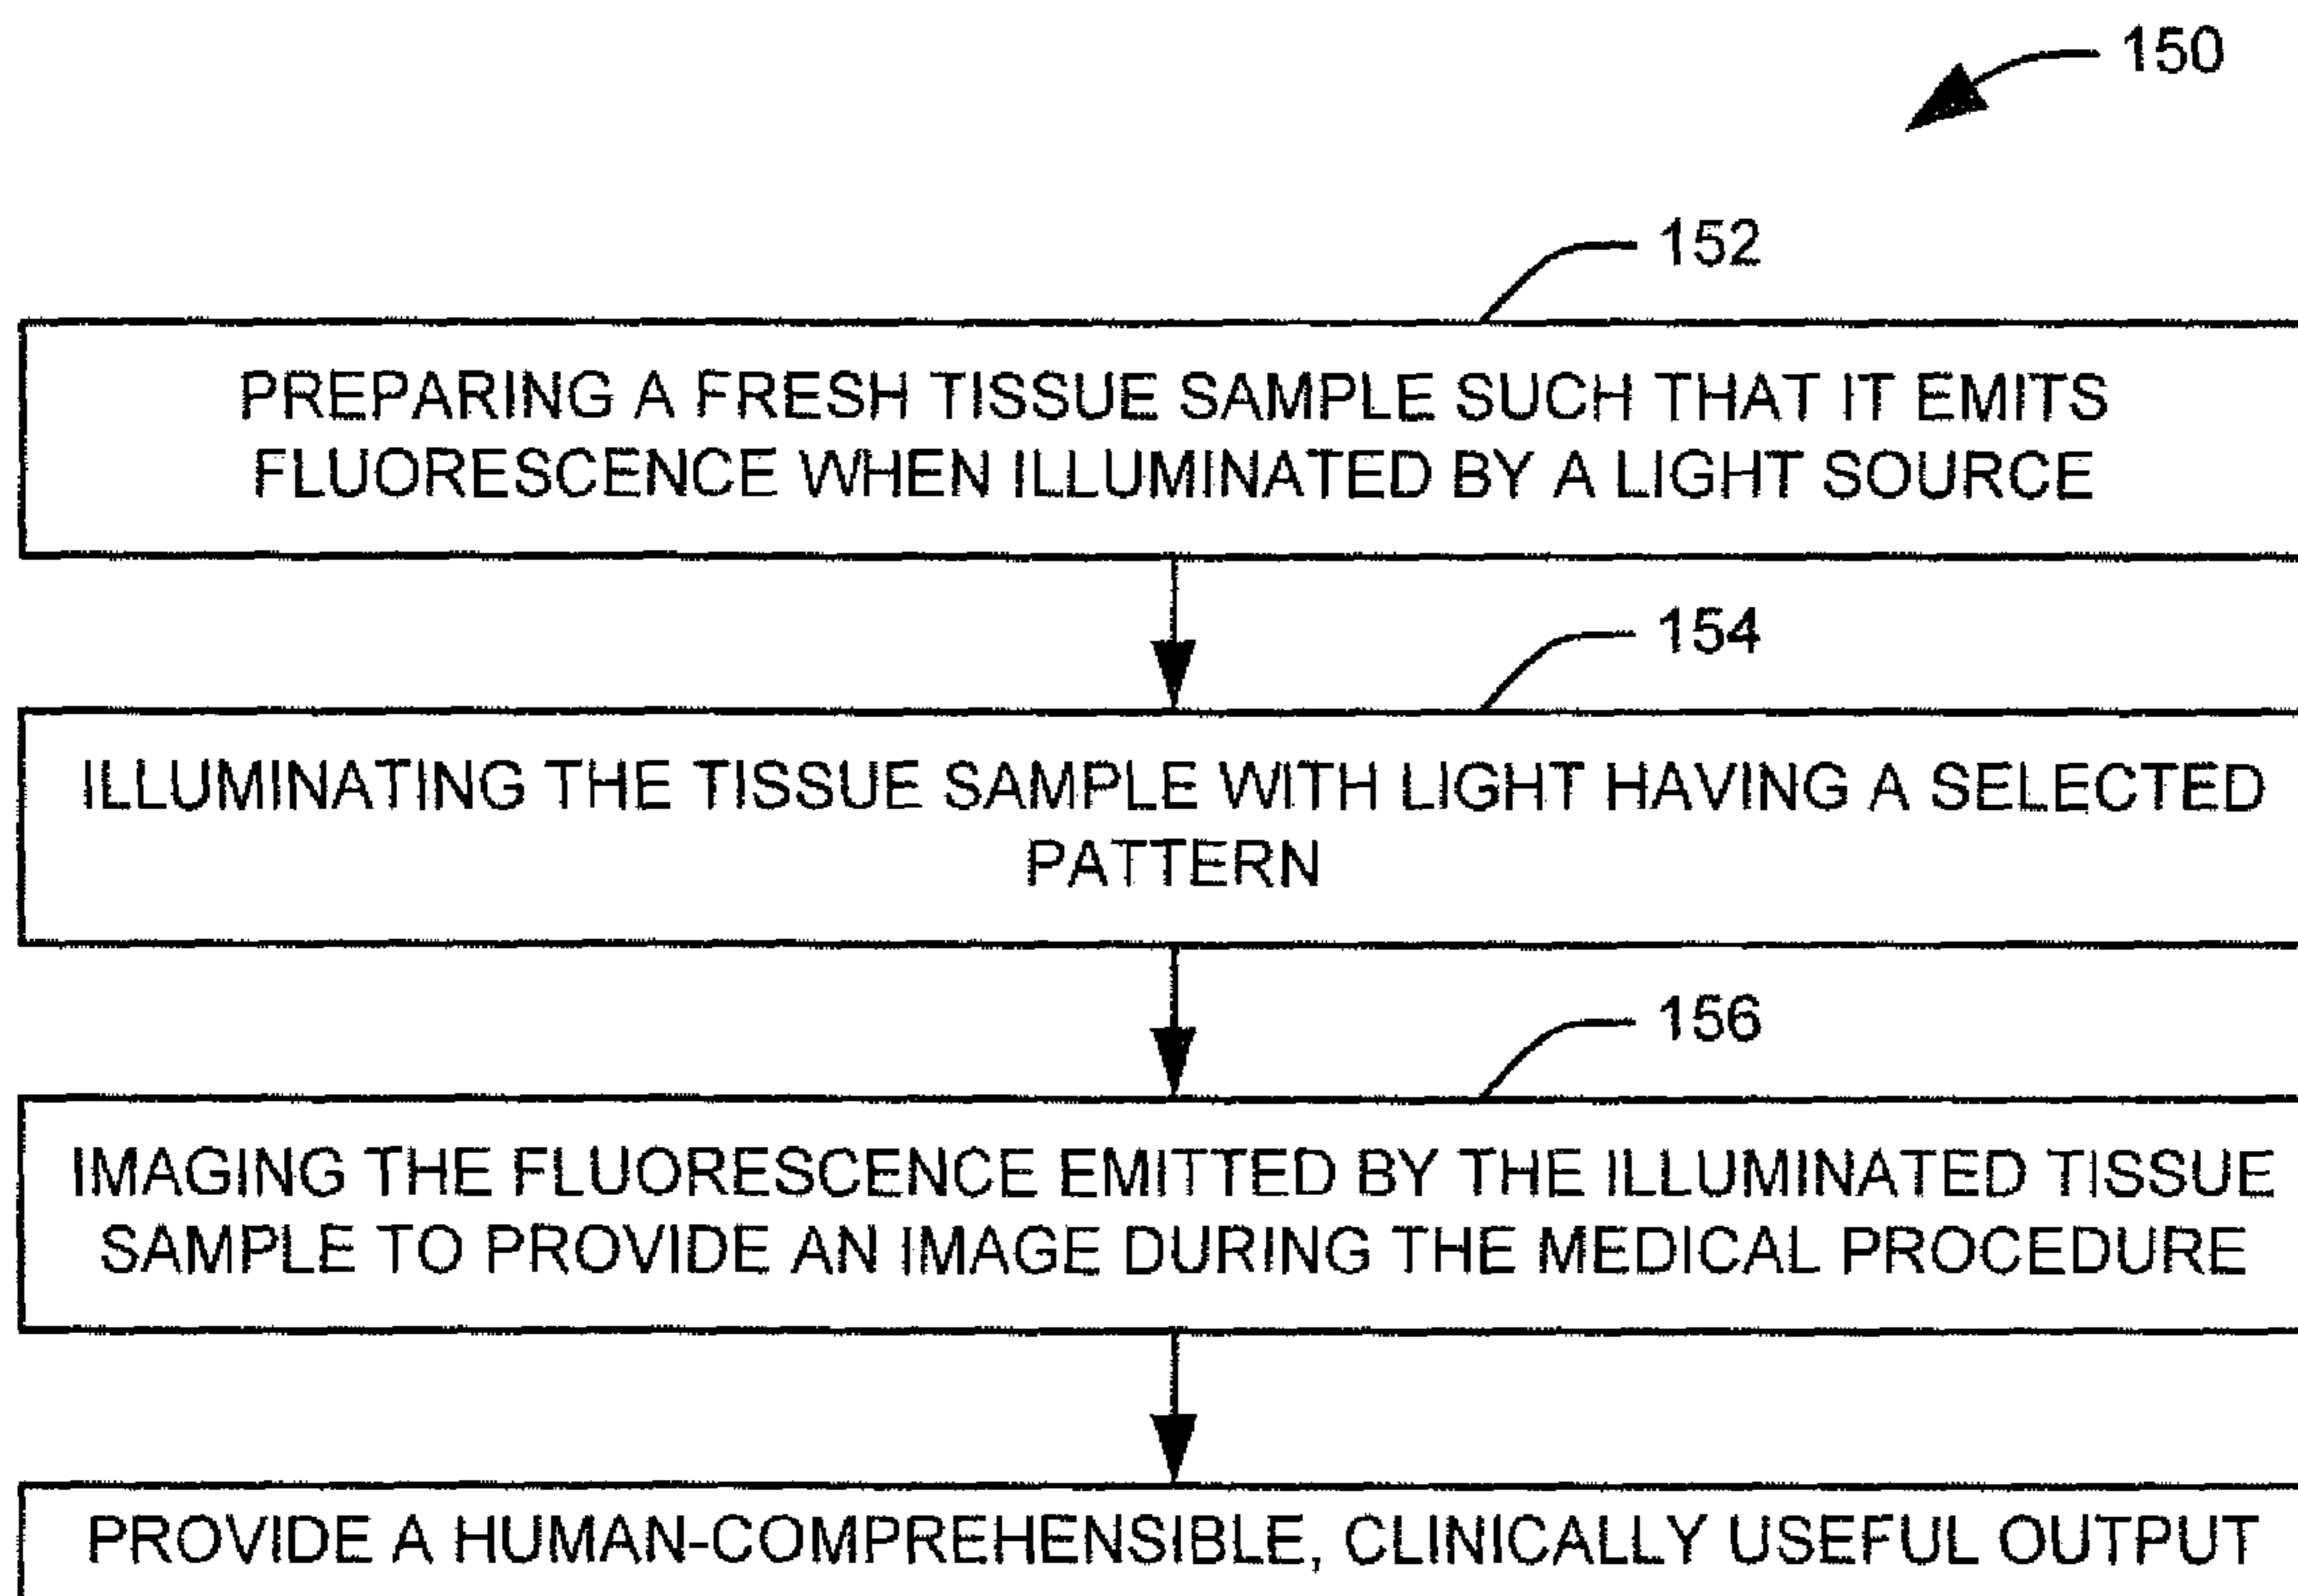 150
152
PREPARING A FRESH TISSUE SAMPLE SUCH THAT IT EMITS
FLUORESCENCE WHEN ILLUMINATED BY A LIGHT SOURCE
154
ILLUMINATING THE TISSUE SAMPLE WITH LIGHT HAVING A SELECTED
PATTERN
156
IMAGING THE FLUORESCENCE EMITTED BY THE ILLUMINATED TISSUE
SAMPLE TO PROVIDE AN IMAGE DURING THE MEDICAL PROCEDURE
PROVIDE A HUMAN-COMPREHENSIBLE, CLINICALLY USEFUL OUTPUT